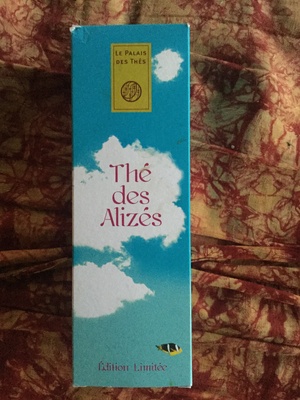 Le Palais
des Thés
Thé
des
Alizés
Édition Limitée